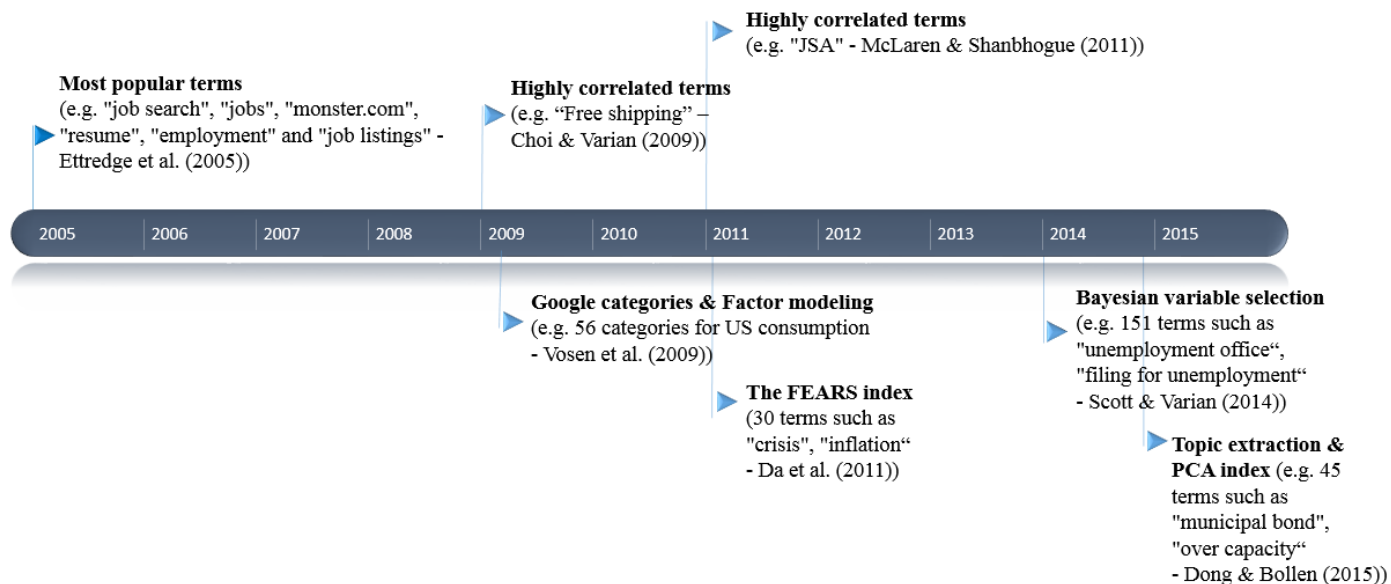 Highly correlated terms
(e.g. "JSA" - McLaren & Shanbhogue (2011))
Most popular terms
(e.g. "job search", "jobs", "monster.com",
"resume", "employment" and "job listings" -
Ettredge et al. (2005))
Highly correlated terms
(e.g. “Free shipping” –
Choi & Varian (2009))
2005 2006 2007 2008 2009 2010 2011 2012 2013 2014 2015
Google categories & Factor modeling
(e.g. 56 categories for US consumption
- Vosen et al. (2009))
The FEARS index
(30 terms such as
"crisis", "inflation“
- Da et al. (2011))
Bayesian variable selection
(e.g. 151 terms such as
"unemployment office“,
"filing for unemployment“
- Scott & Varian (2014))
Topic extraction &
PCA index (e.g. 45
terms such as
"municipal bond",
"over capacity“
- Dong & Bollen (2015))